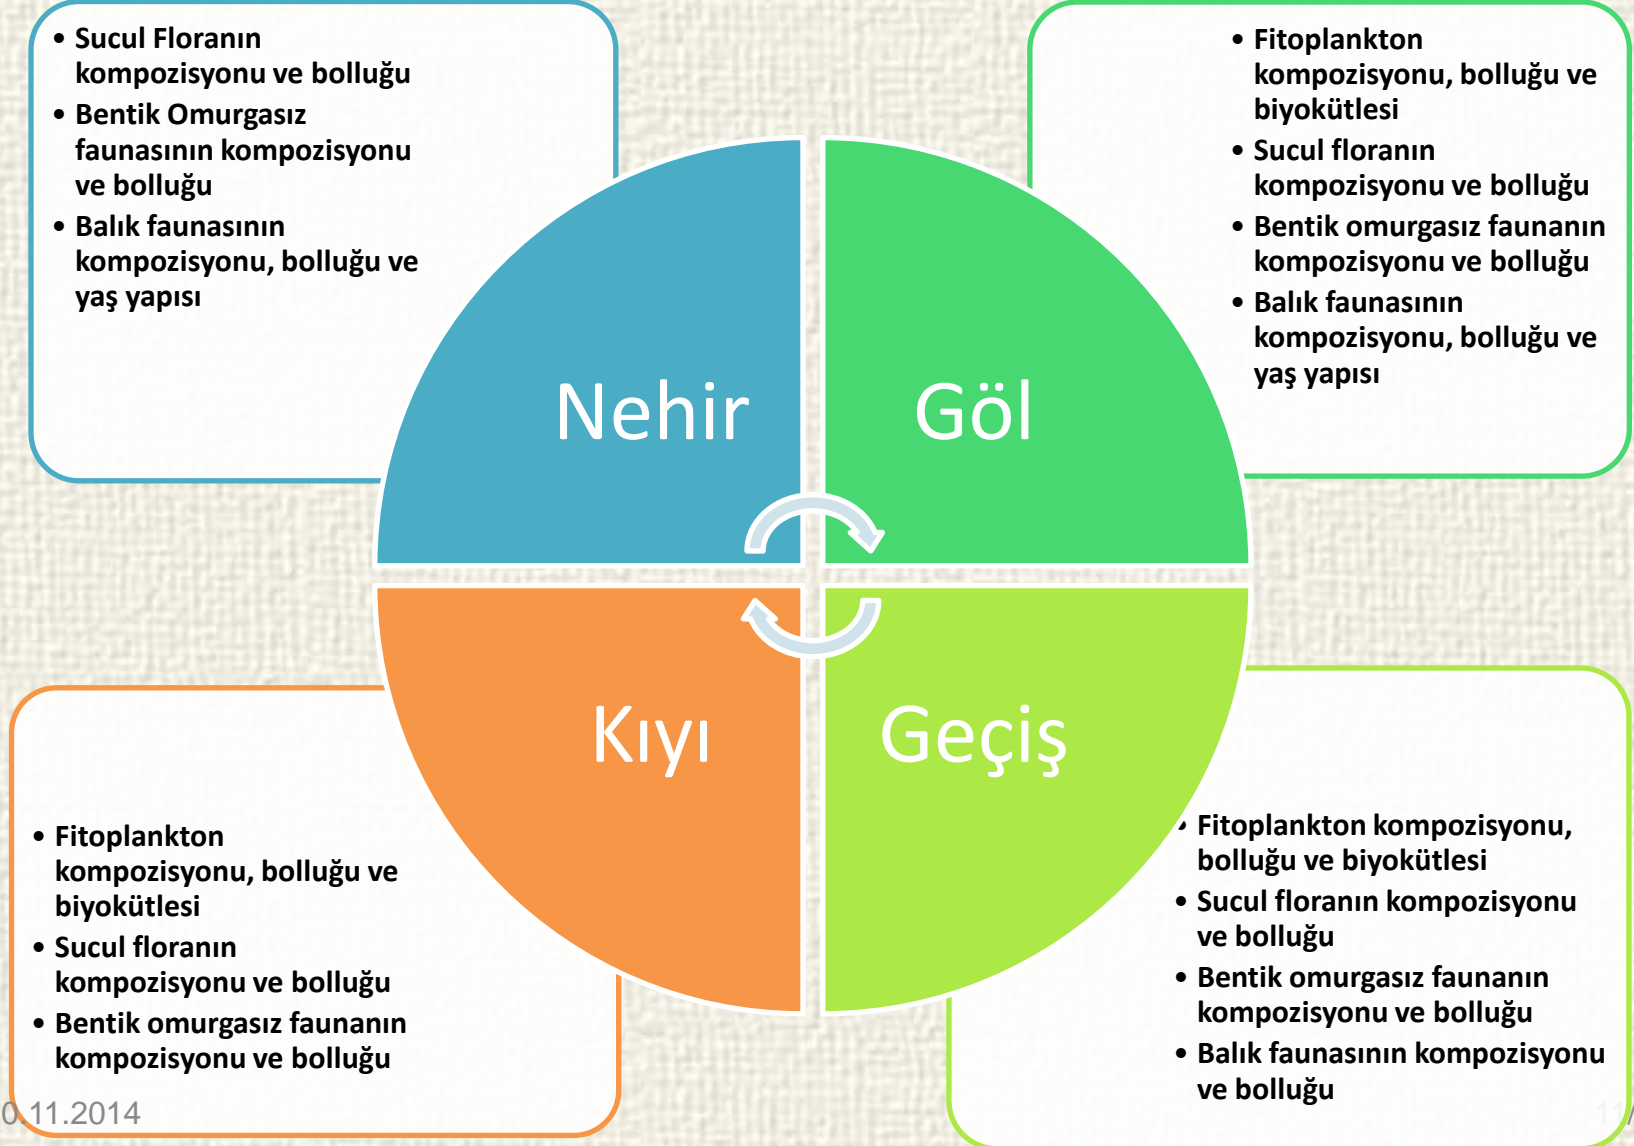 • Sucul Floranın
kompozisyonu ve bolluğu
• Bentik Omurgasız
faunasının kompozisyonu
ve bolluğu
• Balık faunasının
kompozisyonu, bolluğu ve
yaş yapısı
• Fitoplankton
kompozisyonu, bolluğu ve
biyokütlesi
• Sucul floranın
kompozisyonu ve bolluğu
• Bentik omurgasız faunanın
kompozisyonu ve bolluğu
• Balık faunasının
kompozisyonu, bolluğu ve
yaş yapısı
Nehir
Göl
Kıyı
Geçiş
• Fitoplankton
kompozisyonu, bolluğu ve
biyokütlesi
• Sucul floranın
kompozisyonu ve bolluğu
• Bentik omurgasız faunanın
kompozisyonu ve bolluğu
• Fitoplankton kompozisyonu,
bolluğu ve biyokütlesi
• Sucul floranın kompozisyonu
ve bolluğu
• Bentik omurgasız faunanın
kompozisyonu ve bolluğu
• Balık faunasının kompozisyonu
ve bolluğu
0.11.2014
11/